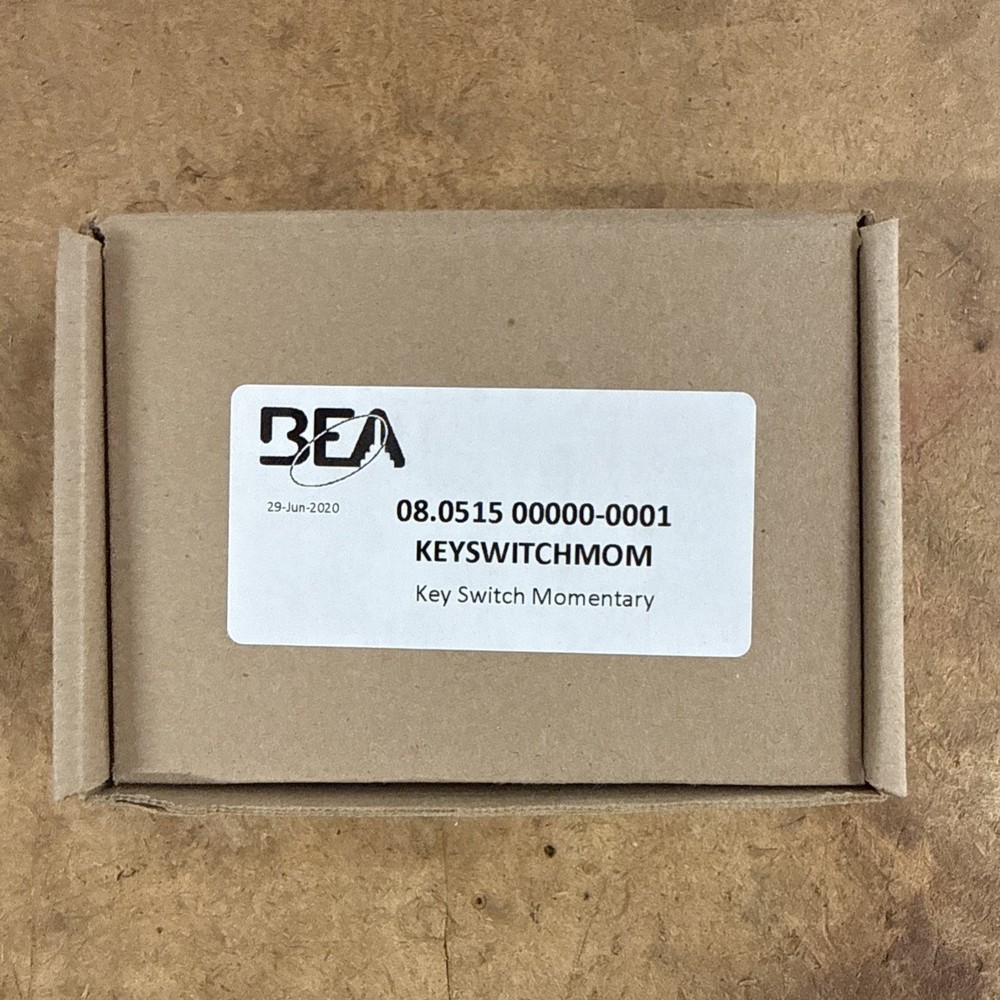 BEA
29-Jun-2020
08.0515 00000-0001
KEYSWITCHMOM
Key Switch Momentary